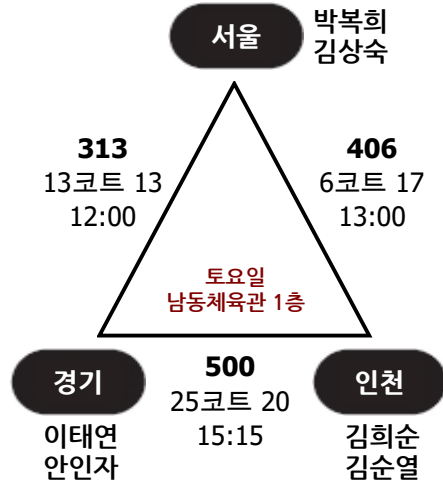 서울
박복희
김상숙
313
13코트 13
12:00
406
6코트 17
13:00
토요일
남동체육관 1층
경기
이태연
안인자
500
25코트 20
15:15
인천
김희순
김순열